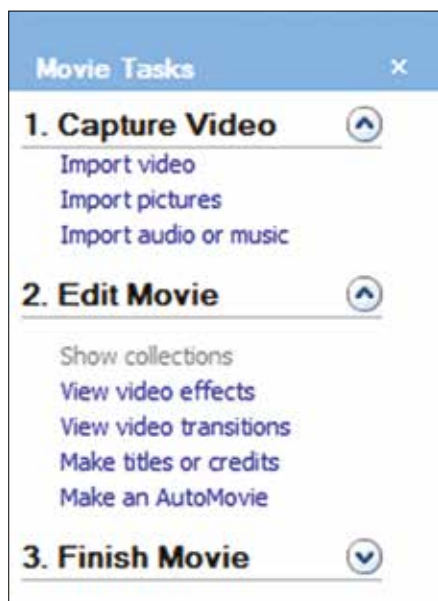 Movie Tasks
1. Capture Video
Import video
Import pictures
Import audio or music
2. Edit Movie
Show collections
View video effects
View video transitions
Make titles or credits
Make an AutoMovie
3. Finish Movie